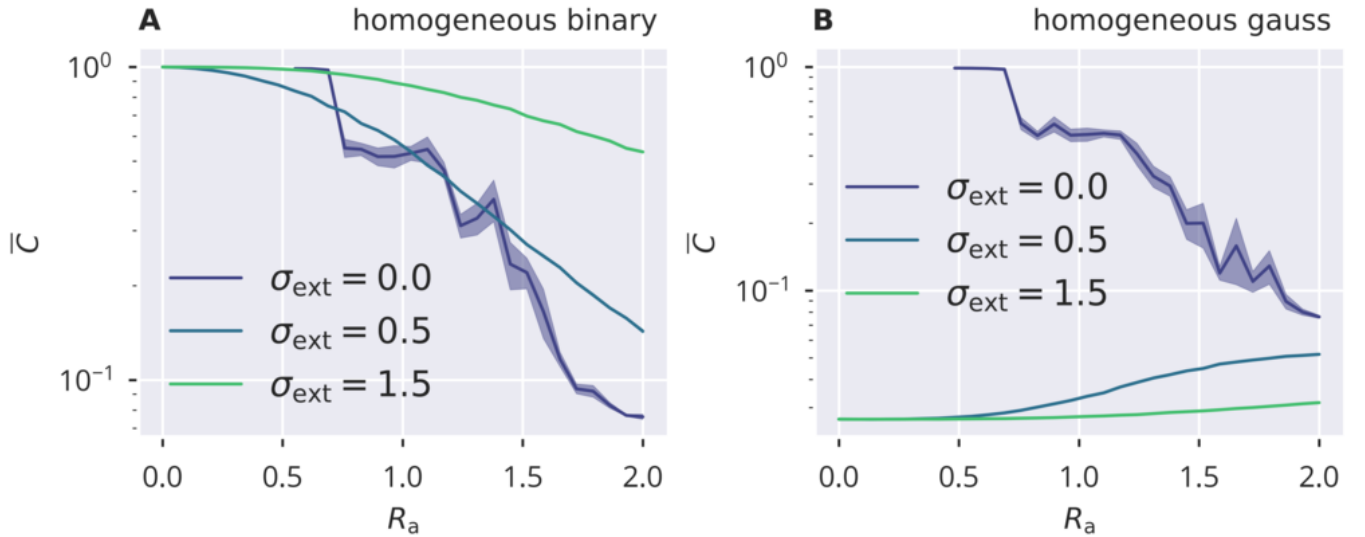 A homogeneous binary
10⁰
10⁻¹
C̅
σ_ext = 0.0
σ_ext = 0.5
σ_ext = 1.5
0.0 0.5 1.0 1.5 2.0
R_a
B homogeneous gauss
10⁰
10⁻¹
C̅
σ_ext = 0.0
σ_ext = 0.5
σ_ext = 1.5
0.0 0.5 1.0 1.5 2.0
R_a